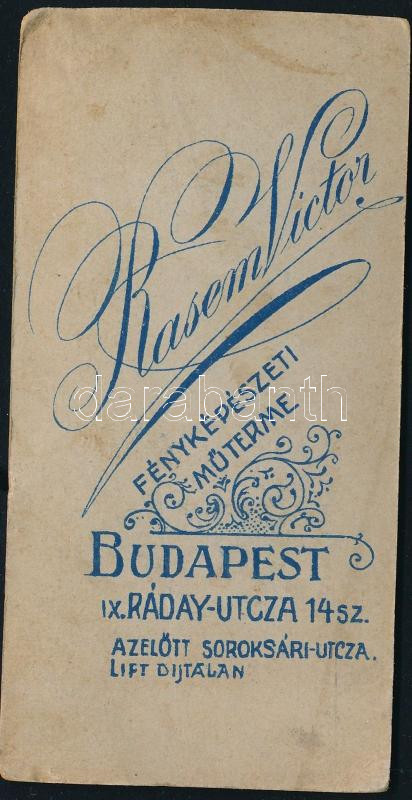 Rasem Victor
FÉNYKÉPÉSZETI
MŰTERME
BUDAPEST
IX. RÁDAY-UTCZA 14 SZ.
AZELŐTT SOROKSÁRI-UTCZA.
LIFT DIJTALAN
darabanth